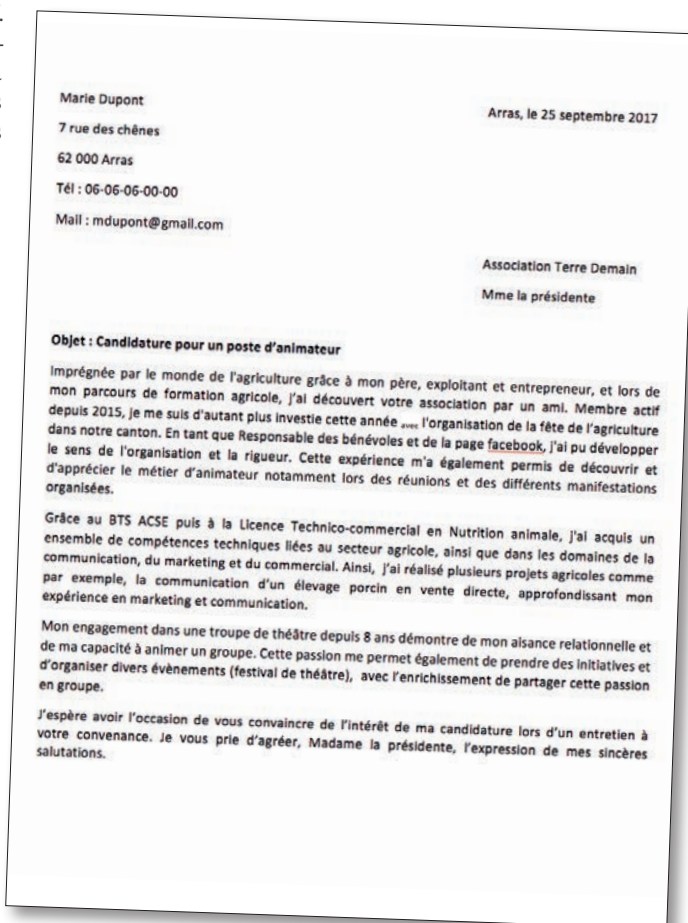 Marie Dupont
Arras, le 25 septembre 2017
7 rue des chênes
62 000 Arras
Tél : 06-06-06-00-00
Mail : mdupont@gmail.com
Association Terre Demain
Mme la présidente
Objet : Candidature pour un poste d'animateur
Imprégnée par le monde de l'agriculture grâce à mon père, exploitant et entrepreneur, et lors de
mon parcours de formation agricole, j'ai découvert votre association par un ami. Membre actif
depuis 2015, je me suis d'autant plus investie cette année avec l'organisation de la fête de l'agriculture
dans notre canton. En tant que Responsable des bénévoles et de la page facebook, j'ai pu développer
le sens de l'organisation et la rigueur. Cette expérience m'a également permis de découvrir et
d'apprécier le métier d'animateur notamment lors des réunions et des différents manifestations
organisées.
Grâce au BTS ACSE puis à la Licence Technico-commercial en Nutrition animale, j'ai acquis un
ensemble de compétences techniques liées au secteur agricole, ainsi que dans les domaines de la
communication, du marketing et du commercial. Ainsi, j'ai réalisé plusieurs projets agricoles comme
par exemple, la communication d'un élevage porcin en vente directe, approfondissant mon
expérience en marketing et communication.
Mon engagement dans une troupe de théâtre depuis 8 ans démontre de mon aisance relationnelle et
de ma capacité à animer un groupe. Cette passion me permet également de prendre des initiatives et
d'organiser divers évènements (festival de théâtre), avec l'enrichissement de partager cette passion
en groupe.
J'espère avoir l'occasion de vous convaincre de l'intérêt de ma candidature lors d'un entretien à
votre convenance. Je vous prie d'agréer, Madame la présidente, l'expression de mes sincères
salutations.